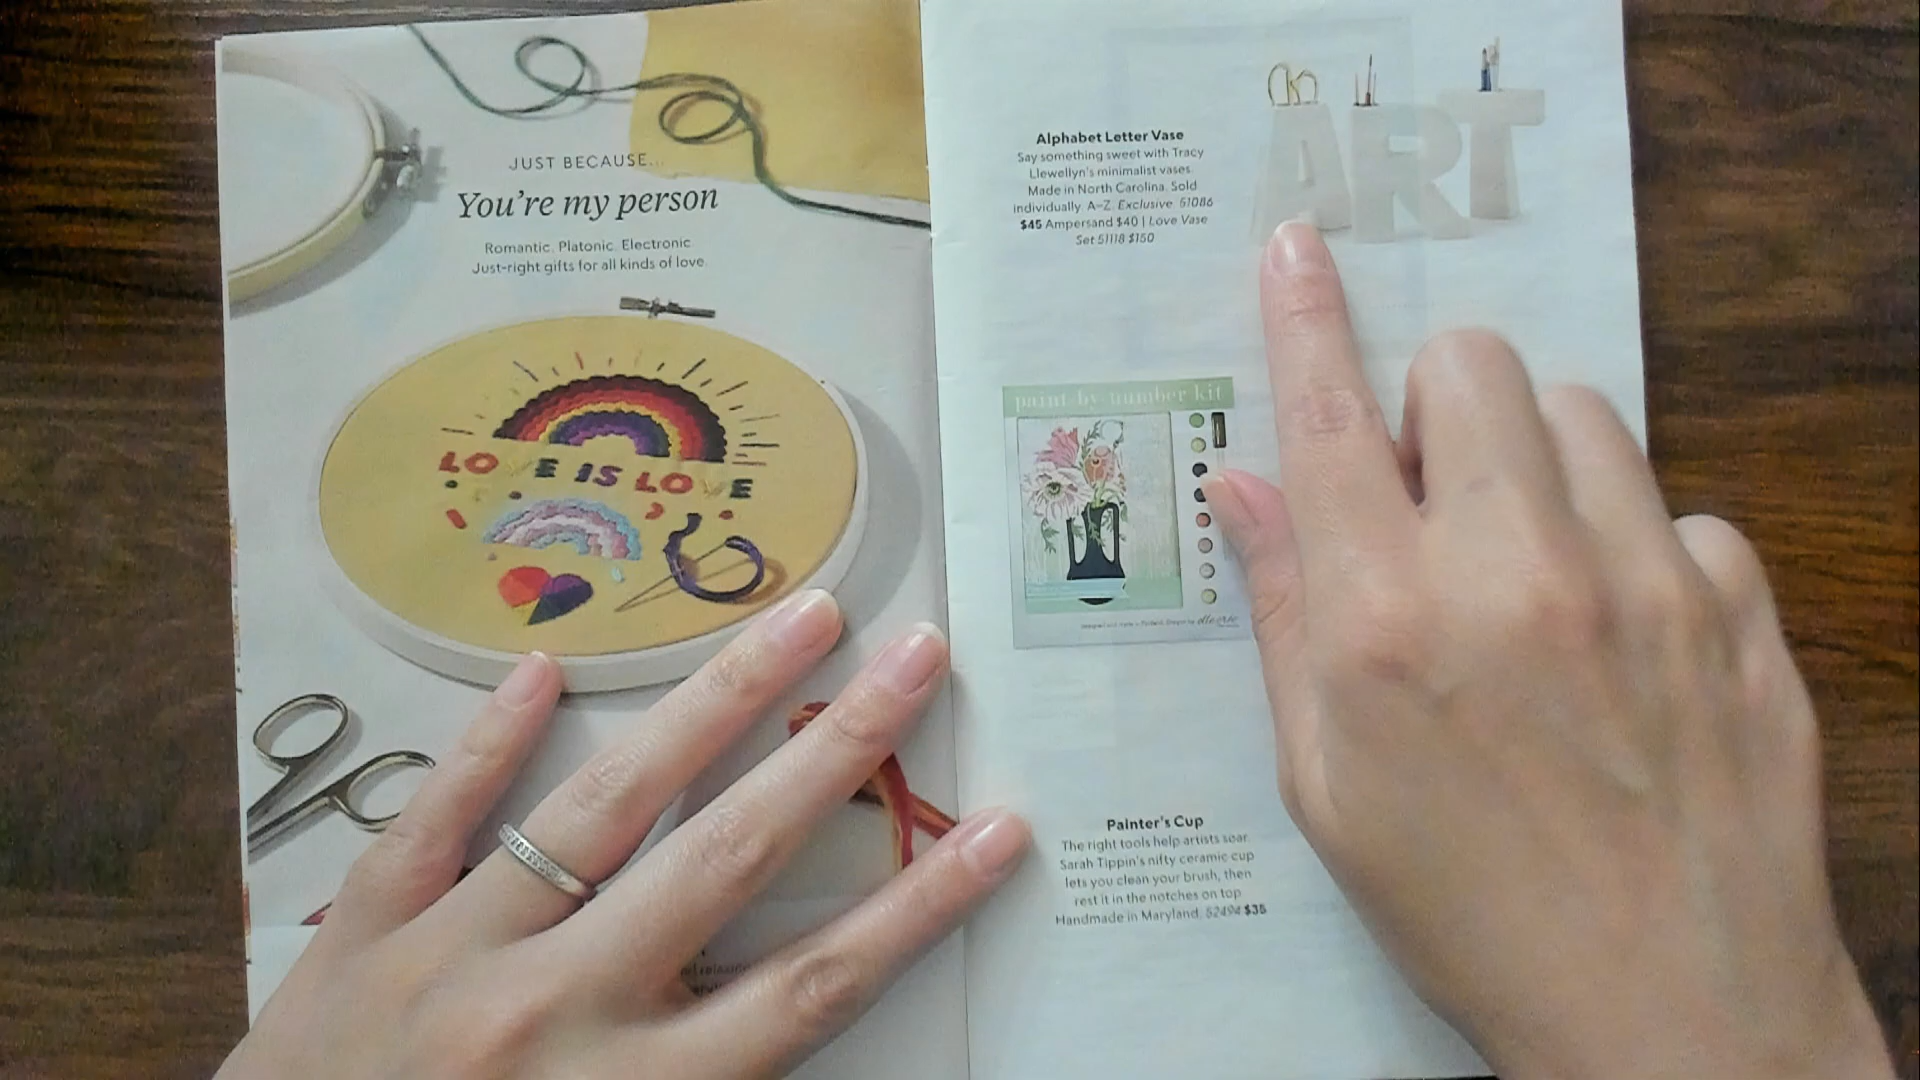 JUST BECAUSE...
You're my person
Romantic. Platonic. Electronic.
Just-right gifts for all kinds of love.
LOVE IS LOVE
Alphabet Letter Vase
Say something sweet with Tracy
Llewellyn's minimalist vases.
Made in North Carolina. Sold
individually. A–Z. Exclusive 51086
$45 Ampersand $40 | Love Vase
Set 51118 $150
ART
paint-by-number kit
Painter's Cup
The right tools help artists soar.
Sarah Tippin's nifty ceramic cup
lets you clean your brush, then
rest it in the notches on top.
Handmade in Maryland. 52494 $35